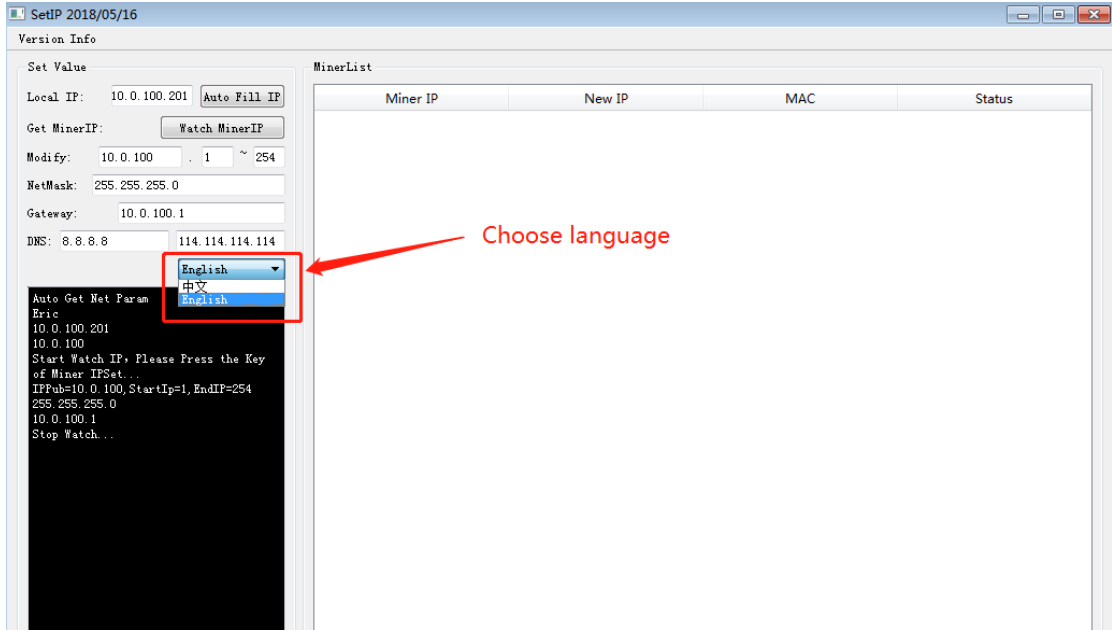 SetIP 2018/05/16
Version Info
Set Value
Local IP: 10.0.100.201 Auto Fill IP
Get MinerIP: Watch MinerIP
Modify: 10.0.100 . 1 ~ 254
NetMask: 255.255.255.0
Gateway: 10.0.100.1
DNS: 8.8.8.8 114.114.114.114
English
中文
English
Auto Get Net Param
Eric
10.0.100.201
10.0.100
Start Watch IP, Please Press the Key
of Miner IPSet...
IPPub=10.0.100,StartIp=1,EndIP=254
255.255.255.0
10.0.100.1
Stop Watch...
MinerList
Miner IP New IP MAC Status
Choose language